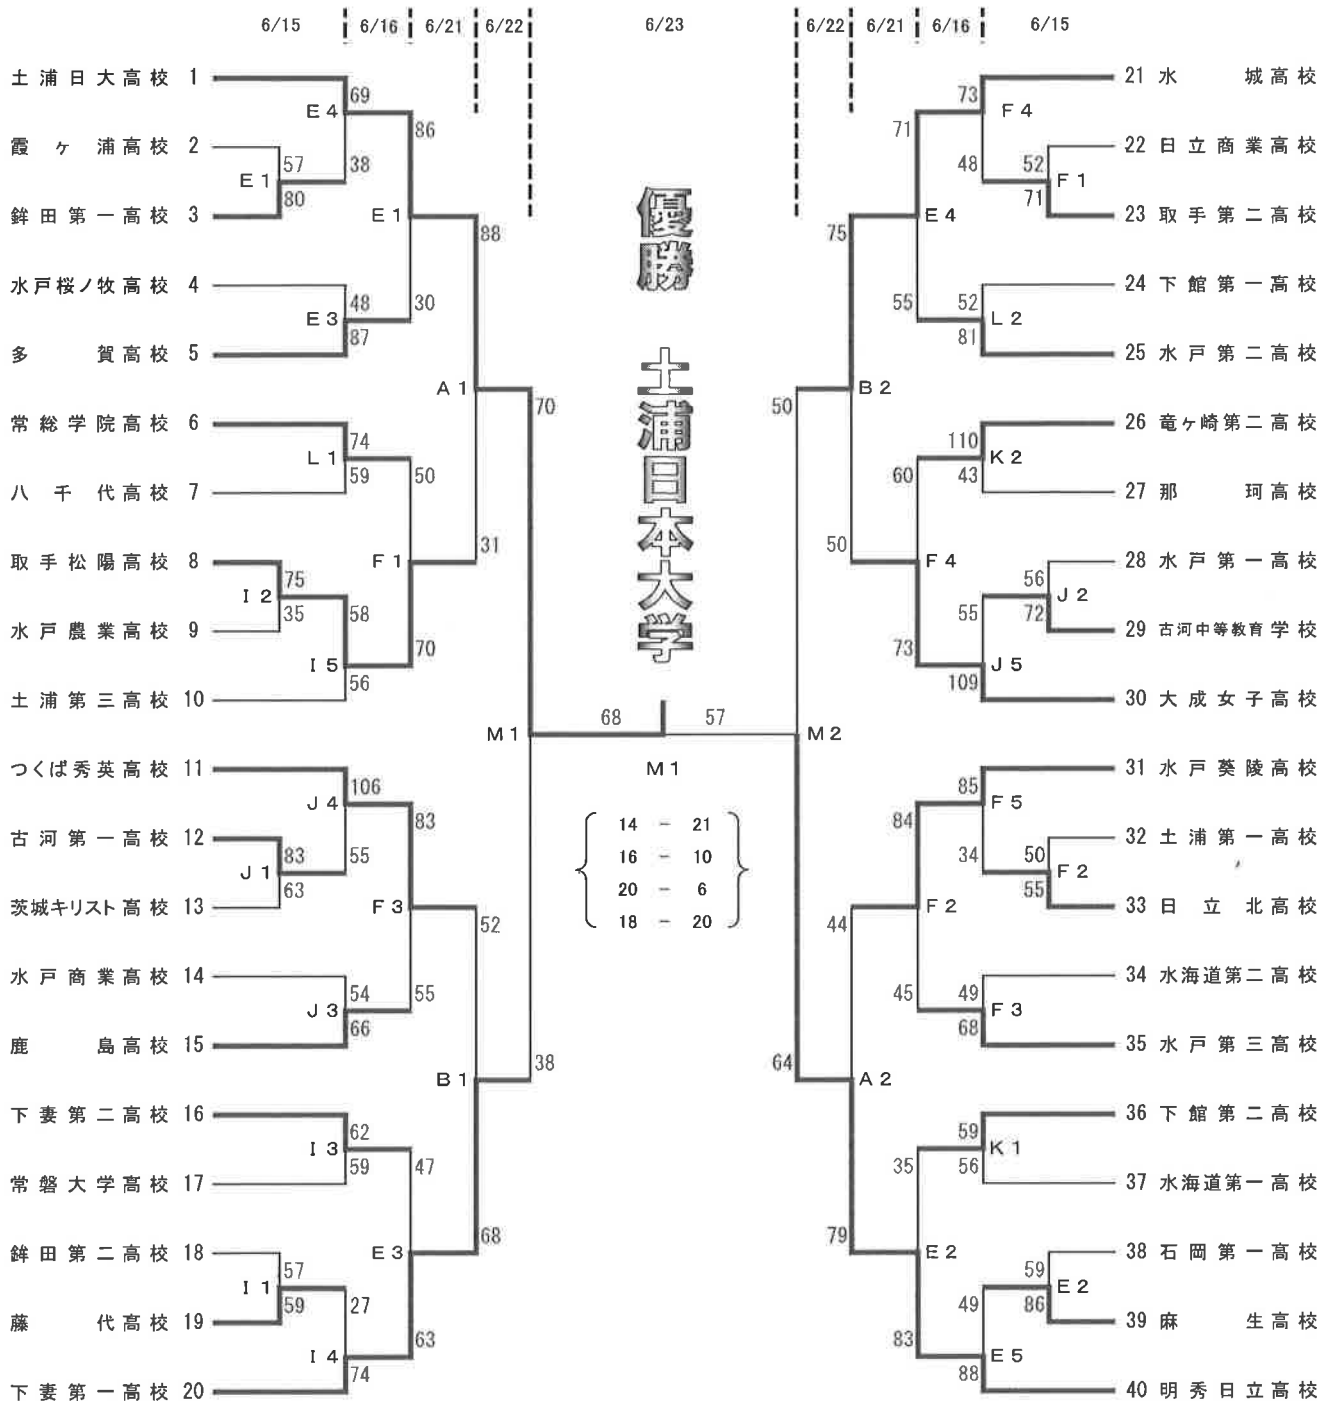 6/15 6/16 6/21 6/22 6/23 6/22 6/21 6/16 6/15
土浦日大高校 1
霞ヶ浦高校 2
鉾田第一高校 3
水戸桜ノ牧高校 4
多賀高校 5
常総学院高校 6
八千代高校 7
取手松陽高校 8
水戸農業高校 9
土浦第三高校 10
つくば秀英高校 11
古河第一高校 12
茨城キリスト高校 13
水戸商業高校 14
鹿島高校 15
下妻第二高校 16
常磐大学高校 17
鉾田第二高校 18
藤代高校 19
下妻第一高校 20
E4 69 38
E1 57 80
E3 48 87
L1 74 59
I2 75 35
I5 58 56
J4 106 55
J1 83 63
J3 54 66
I3 62 59
I1 57 59
I4 27 74
E1 86 30
F1 50 70
F3 83 55
E3 47 63
A1 88 31
B1 52 68
M1 70 38
優勝
土浦日本大学
68 57
M1
14 - 21
16 - 10
20 - 6
18 - 20
M2 50 64
B2 75 50
A2 44 79
E4 71 55
F4 60 73
F2 84 45
E2 35 83
F4 73 48
F1 52 71
L2 52 81
K2 110 43
J2 56 72
J5 55 109
F5 85 34
F2 50 55
F3 49 68
K1 59 56
E2 59 86
E5 49 88
21 水城高校
22 日立商業高校
23 取手第二高校
24 下館第一高校
25 水戸第二高校
26 竜ヶ崎第二高校
27 那珂高校
28 水戸第一高校
29 古河中等教育学校
30 大成女子高校
31 水戸葵陵高校
32 土浦第一高校
33 日立北高校
34 水海道第二高校
35 水戸第三高校
36 下館第二高校
37 水海道第一高校
38 石岡第一高校
39 麻生高校
40 明秀日立高校